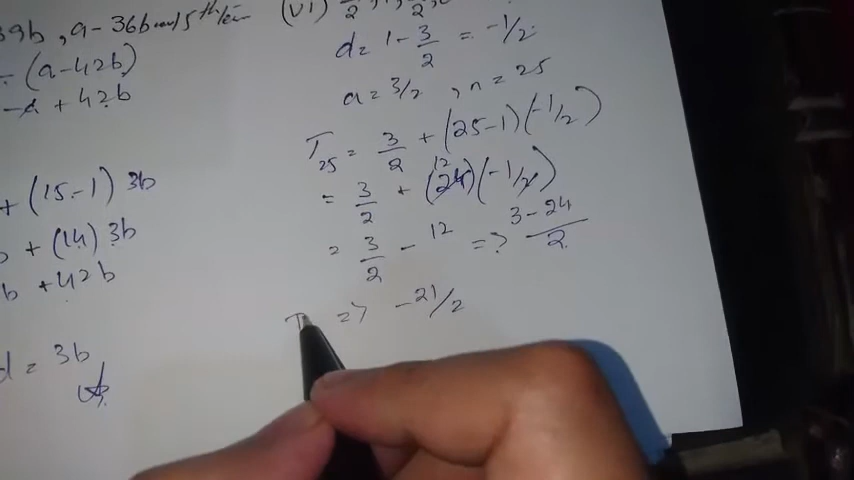 39b, a - 36b 15th term
- (a - 42b)
- a + 42b
+ (15 - 1) 3b
+ (14) 3b
b + 42b
d = 3b
(vi)
d = 1 - 3/2 = -1/2
a = 3/2 , n = 25
T25 = 3/2 + (25-1)(-1/2)
= 3/2 + (24)(-1/2)
12
= 3/2 - 12 => 3 - 24 / 2
T => -21/2